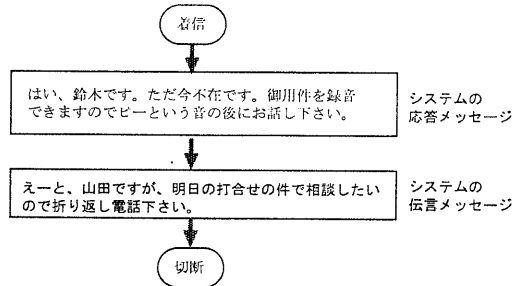 着信
はい、鈴木です。ただ今不在です。御用件を録音
できますのでピーという音の後にお話し下さい。
システムの
応答メッセージ
えーと、山田ですが、明日の打合せの件で相談したい
ので折り返し電話下さい。
システムの
伝言メッセージ
切断